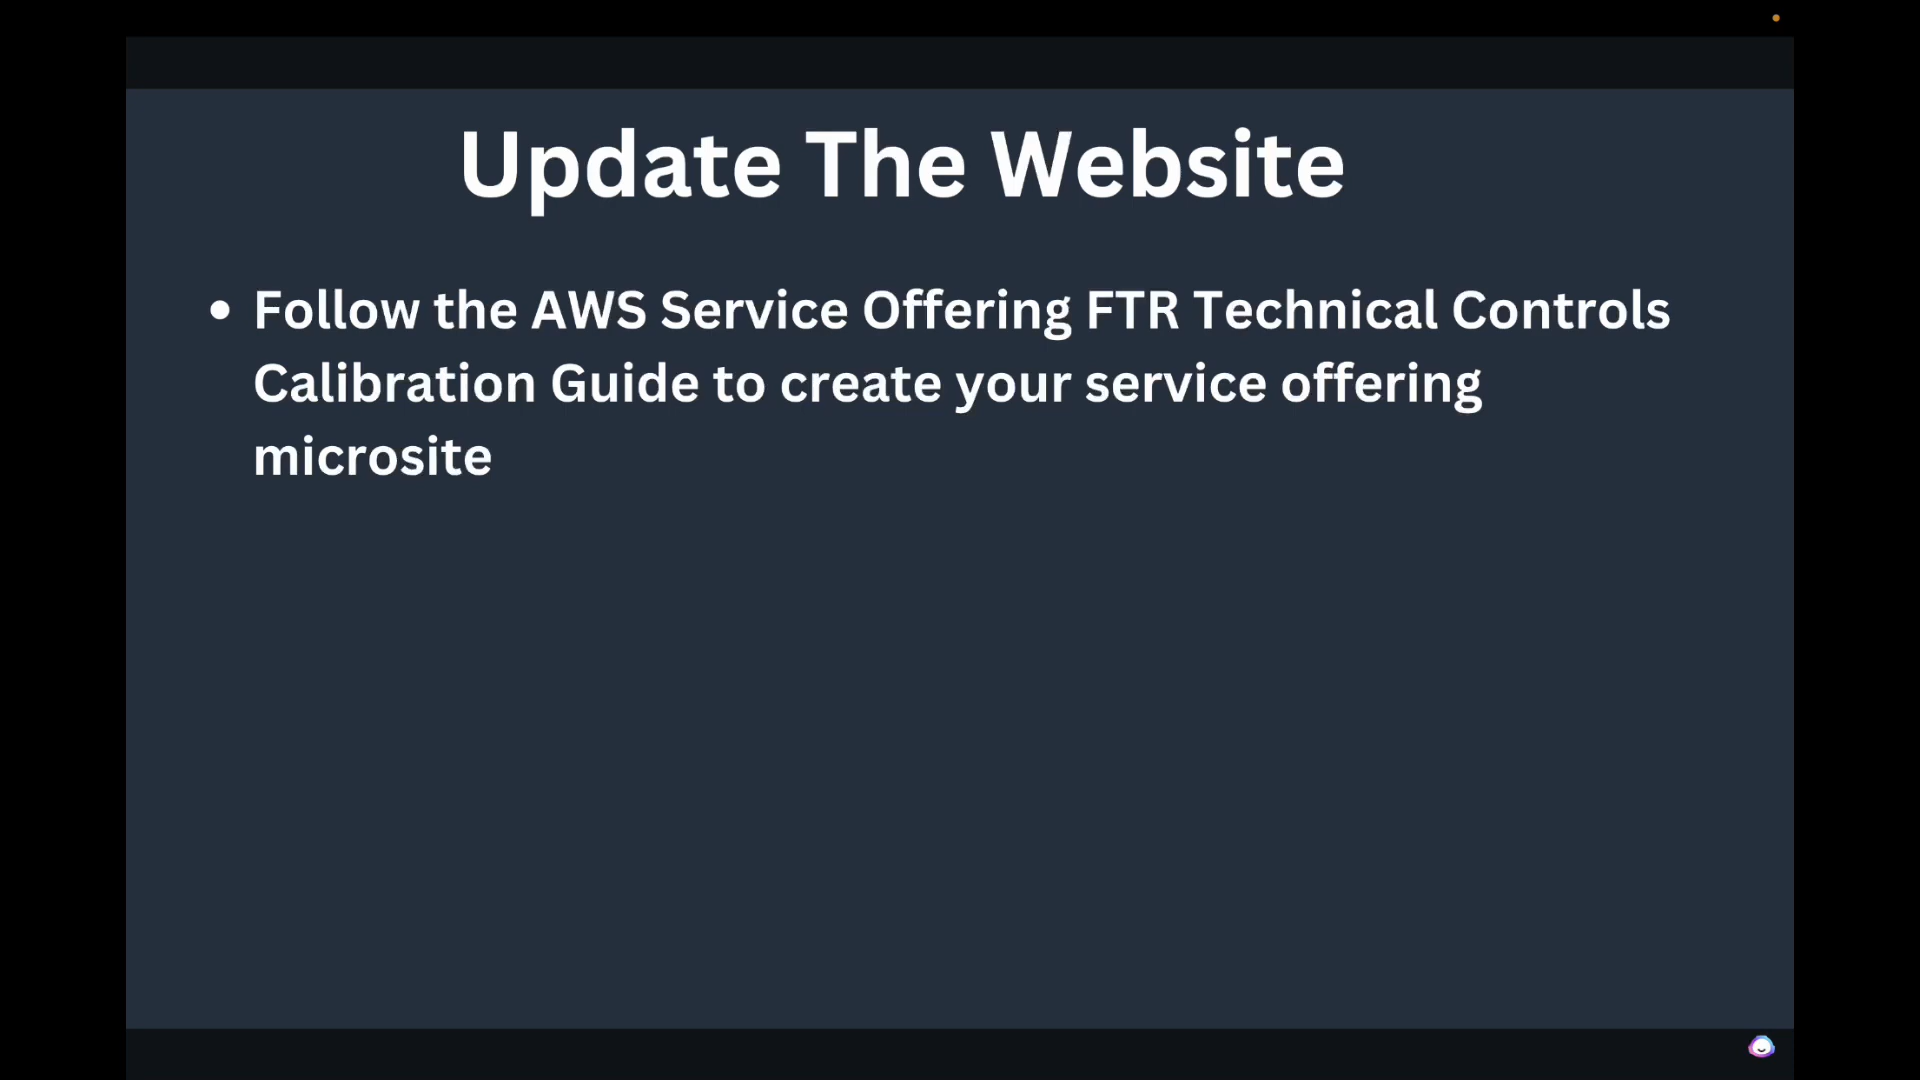 Update The Website
• Follow the AWS Service Offering FTR Technical Controls
Calibration Guide to create your service offering
microsite